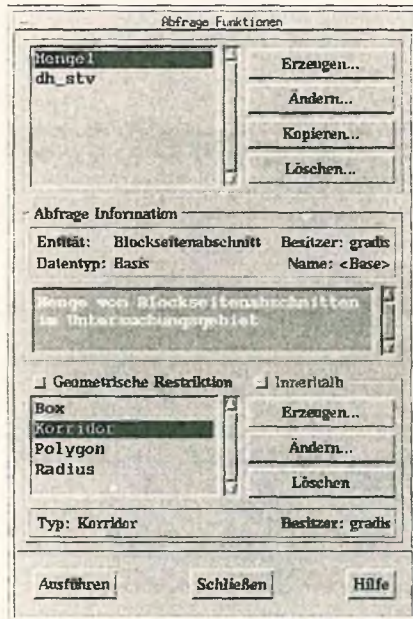 Abfrage Funktionen
Menge1
dh_stv
Erzeugen...
Ändern...
Kopieren...
Löschen...
Abfrage Information
Entität: Blockseitenabschnitt Besitzer: gradis
Datentyp: Basis Name: <Base>
Menge von Blockseitenabschnitten
im Untersuchungsgebiet
Geometrische Restriktion Innerhalb
Box
Korridor
Polygon
Radius
Erzeugen...
Ändern...
Löschen
Typ: Korridor Besitzer: gradis
Ausführen Schließen Hilfe